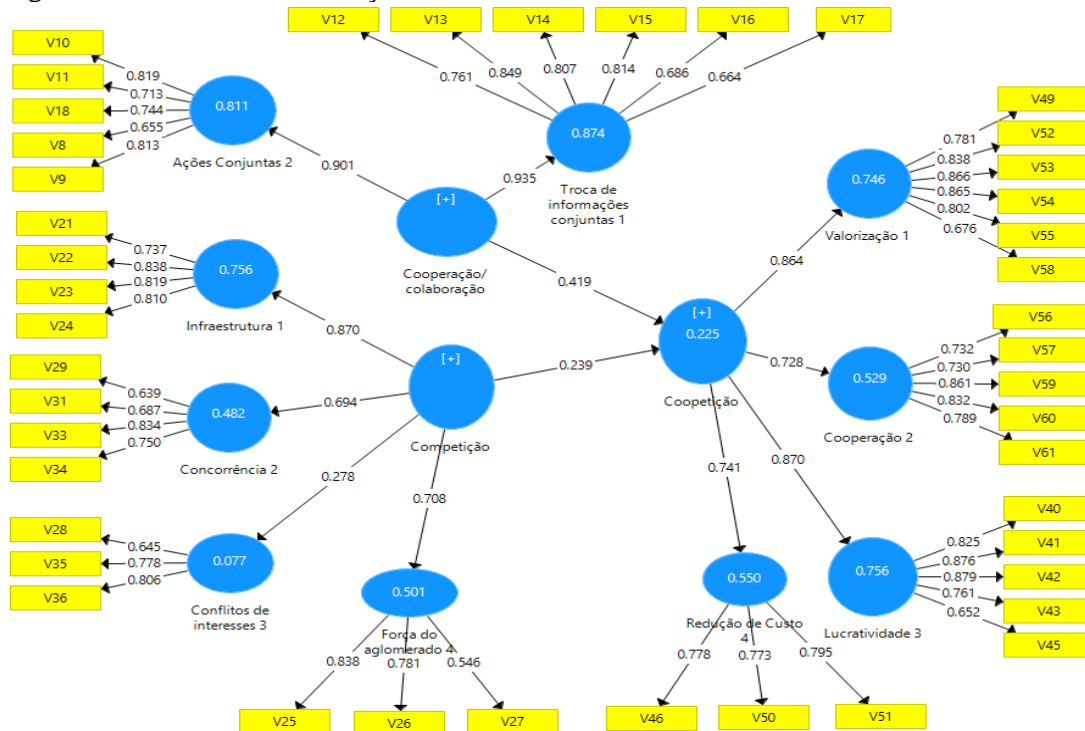 V12
V13
V14
V15
V16
V17
0.761
0.849
0.807
0.814
0.686
0.664
0.874
Troca de
informações
conjuntas 1
V10
V11
V18
V8
V9
0.819
0.713
0.744
0.655
0.813
0.811
Ações Conjuntas 2
0.901
0.935
[+]
Cooperação/
colaboração
0.419
V49
V52
V53
V54
V55
V58
0.781
0.838
0.866
0.865
0.802
0.676
0.746
Valorização 1
0.864
V21
V22
V23
V24
0.737
0.838
0.819
0.810
0.756
Infraestrutura 1
0.870
[+]
Competição
0.239
[+]
0.225
Coopetição
0.728
V56
V57
V59
V60
V61
0.732
0.730
0.861
0.832
0.789
0.529
Cooperação 2
V29
V31
V33
V34
0.639
0.687
0.834
0.750
0.482
Concorrência 2
0.694
0.278
0.708
0.741
0.870
V28
V35
V36
0.645
0.778
0.806
0.077
Conflitos de
interesses 3
0.501
Força do
aglomerado 4
0.838
0.781
0.546
V25
V26
V27
0.550
Redução de Custo
4
0.778
0.773
0.795
V46
V50
V51
0.756
Lucratividade 3
0.825
0.876
0.879
0.761
0.652
V40
V41
V42
V43
V45